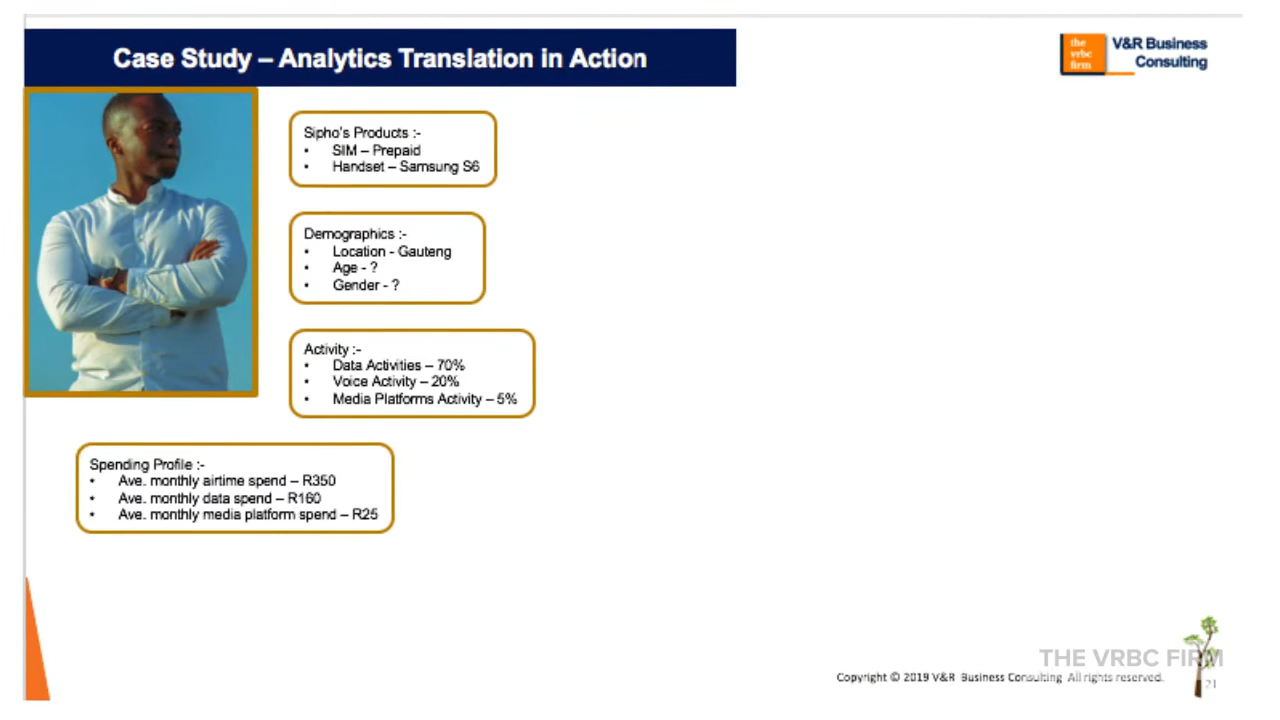 Case Study – Analytics Translation in Action
the
vrbc
firm
V&R Business
Consulting
Sipho's Products :-
• SIM – Prepaid
• Handset – Samsung S6
Demographics :-
• Location - Gauteng
• Age - ?
• Gender - ?
Activity :-
• Data Activities – 70%
• Voice Activity – 20%
• Media Platforms Activity – 5%
Spending Profile :-
• Ave. monthly airtime spend – R350
• Ave. monthly data spend – R160
• Ave. monthly media platform spend – R25
THE VRBC FIRM
Copyright © 2019 V&R Business Consulting All rights reserved.
21